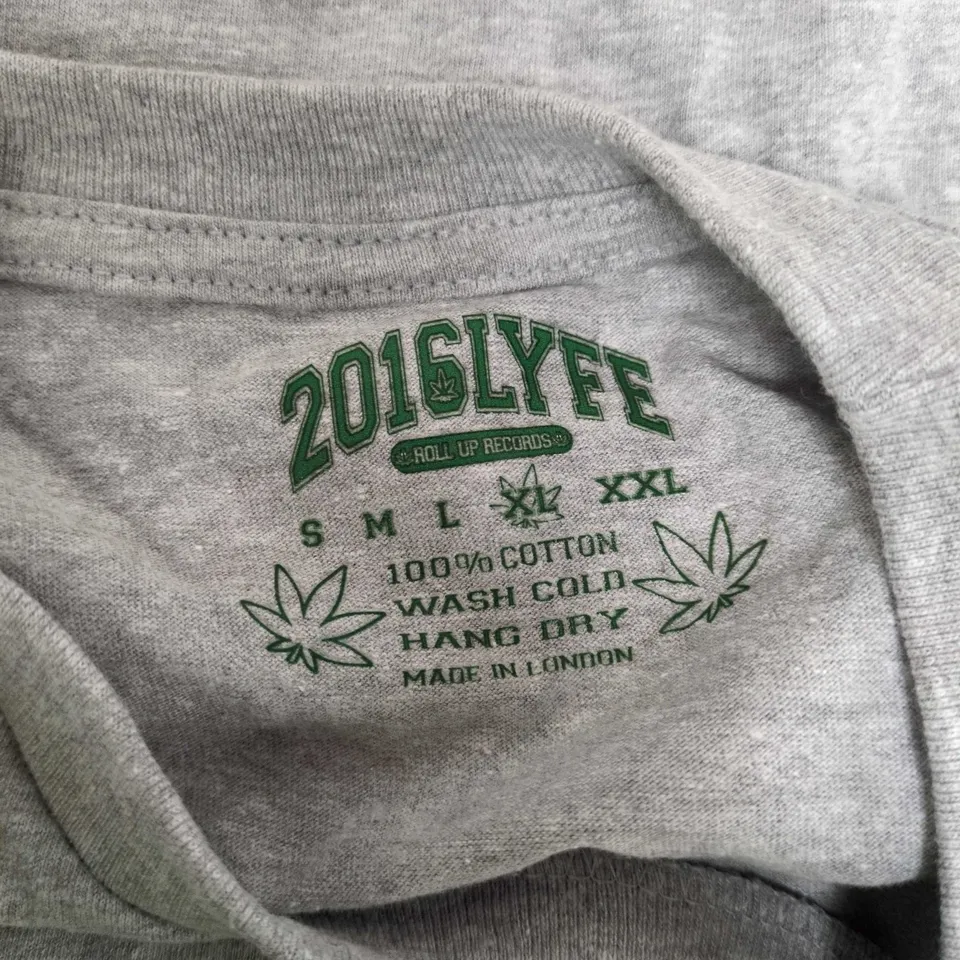 2016LYFE
ROLL UP RECORDS
S M L XL XXL
100% COTTON
WASH COLD
HANG DRY
MADE IN LONDON